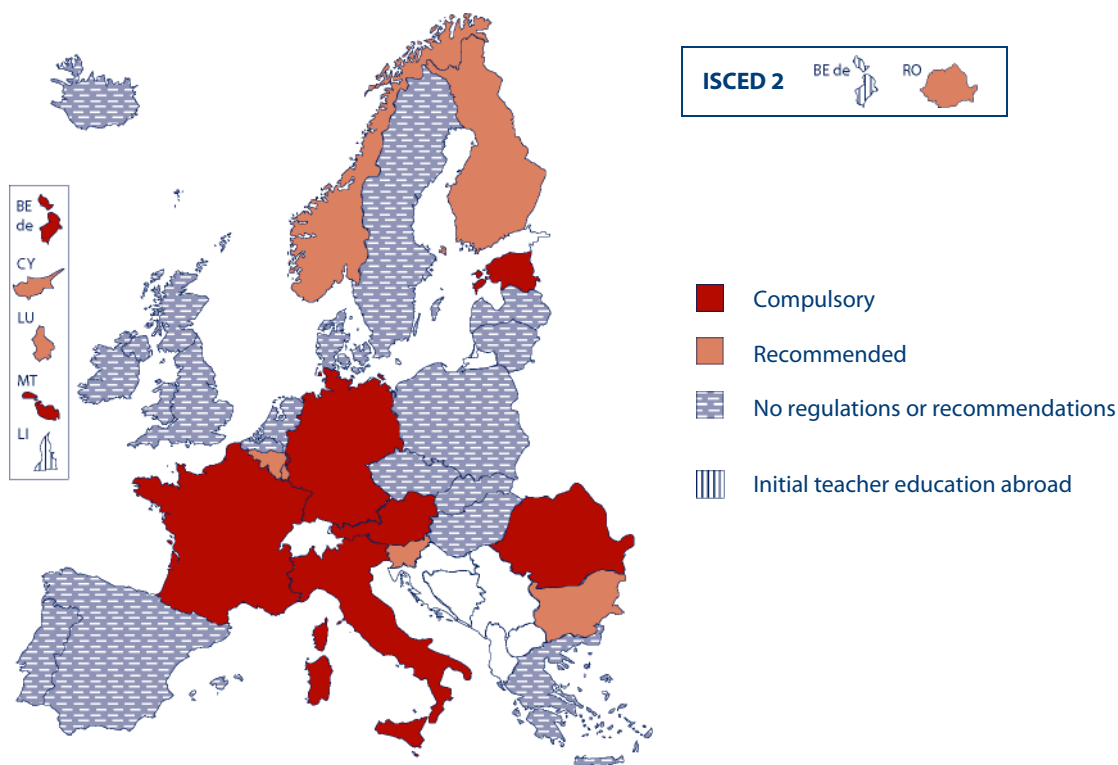 ISCED 2
BE de
RO
BE
de
CY
LU
MT
LI
Compulsory
Recommended
No regulations or recommendations
Initial teacher education abroad